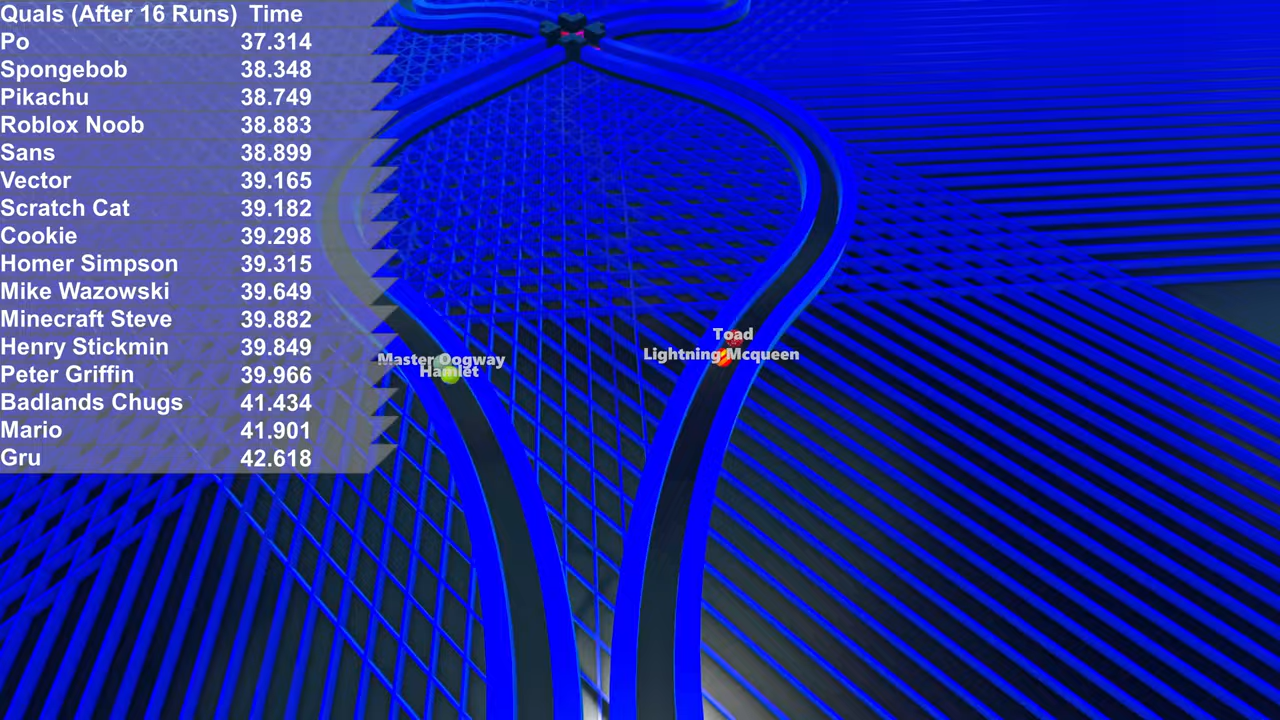 Quals (After 16 Runs) Time
Po 37.314
Spongebob 38.348
Pikachu 38.749
Roblox Noob 38.883
Sans 38.899
Vector 39.165
Scratch Cat 39.182
Cookie 39.298
Homer Simpson 39.315
Mike Wazowski 39.649
Minecraft Steve 39.882
Henry Stickmin 39.849
Peter Griffin 39.966
Badlands Chugs 41.434
Mario 41.901
Gru 42.618
Toad
Lightning Mcqueen
Master Oogway
Hamlet